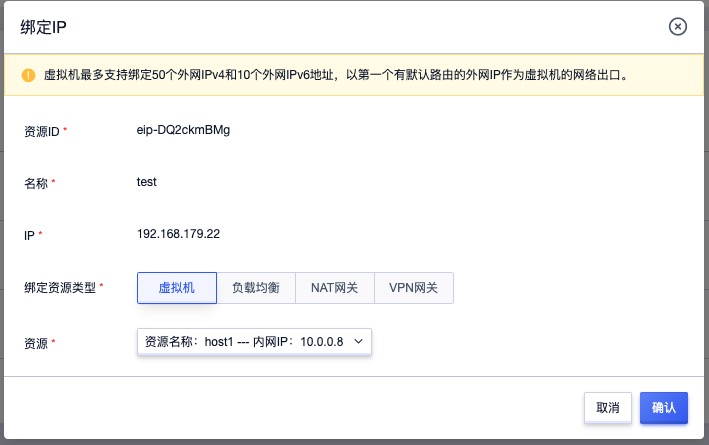 绑定IP
虚拟机最多支持绑定50个外网IPv4和10个外网IPv6地址，以第一个有默认路由的外网IP作为虚拟机的网络出口。
资源ID * eip-DQ2ckmBMg
名称 * test
IP * 192.168.179.22
绑定资源类型 * 虚拟机 负载均衡 NAT网关 VPN网关
资源 * 资源名称：host1 --- 内网IP：10.0.0.8
取消 确认